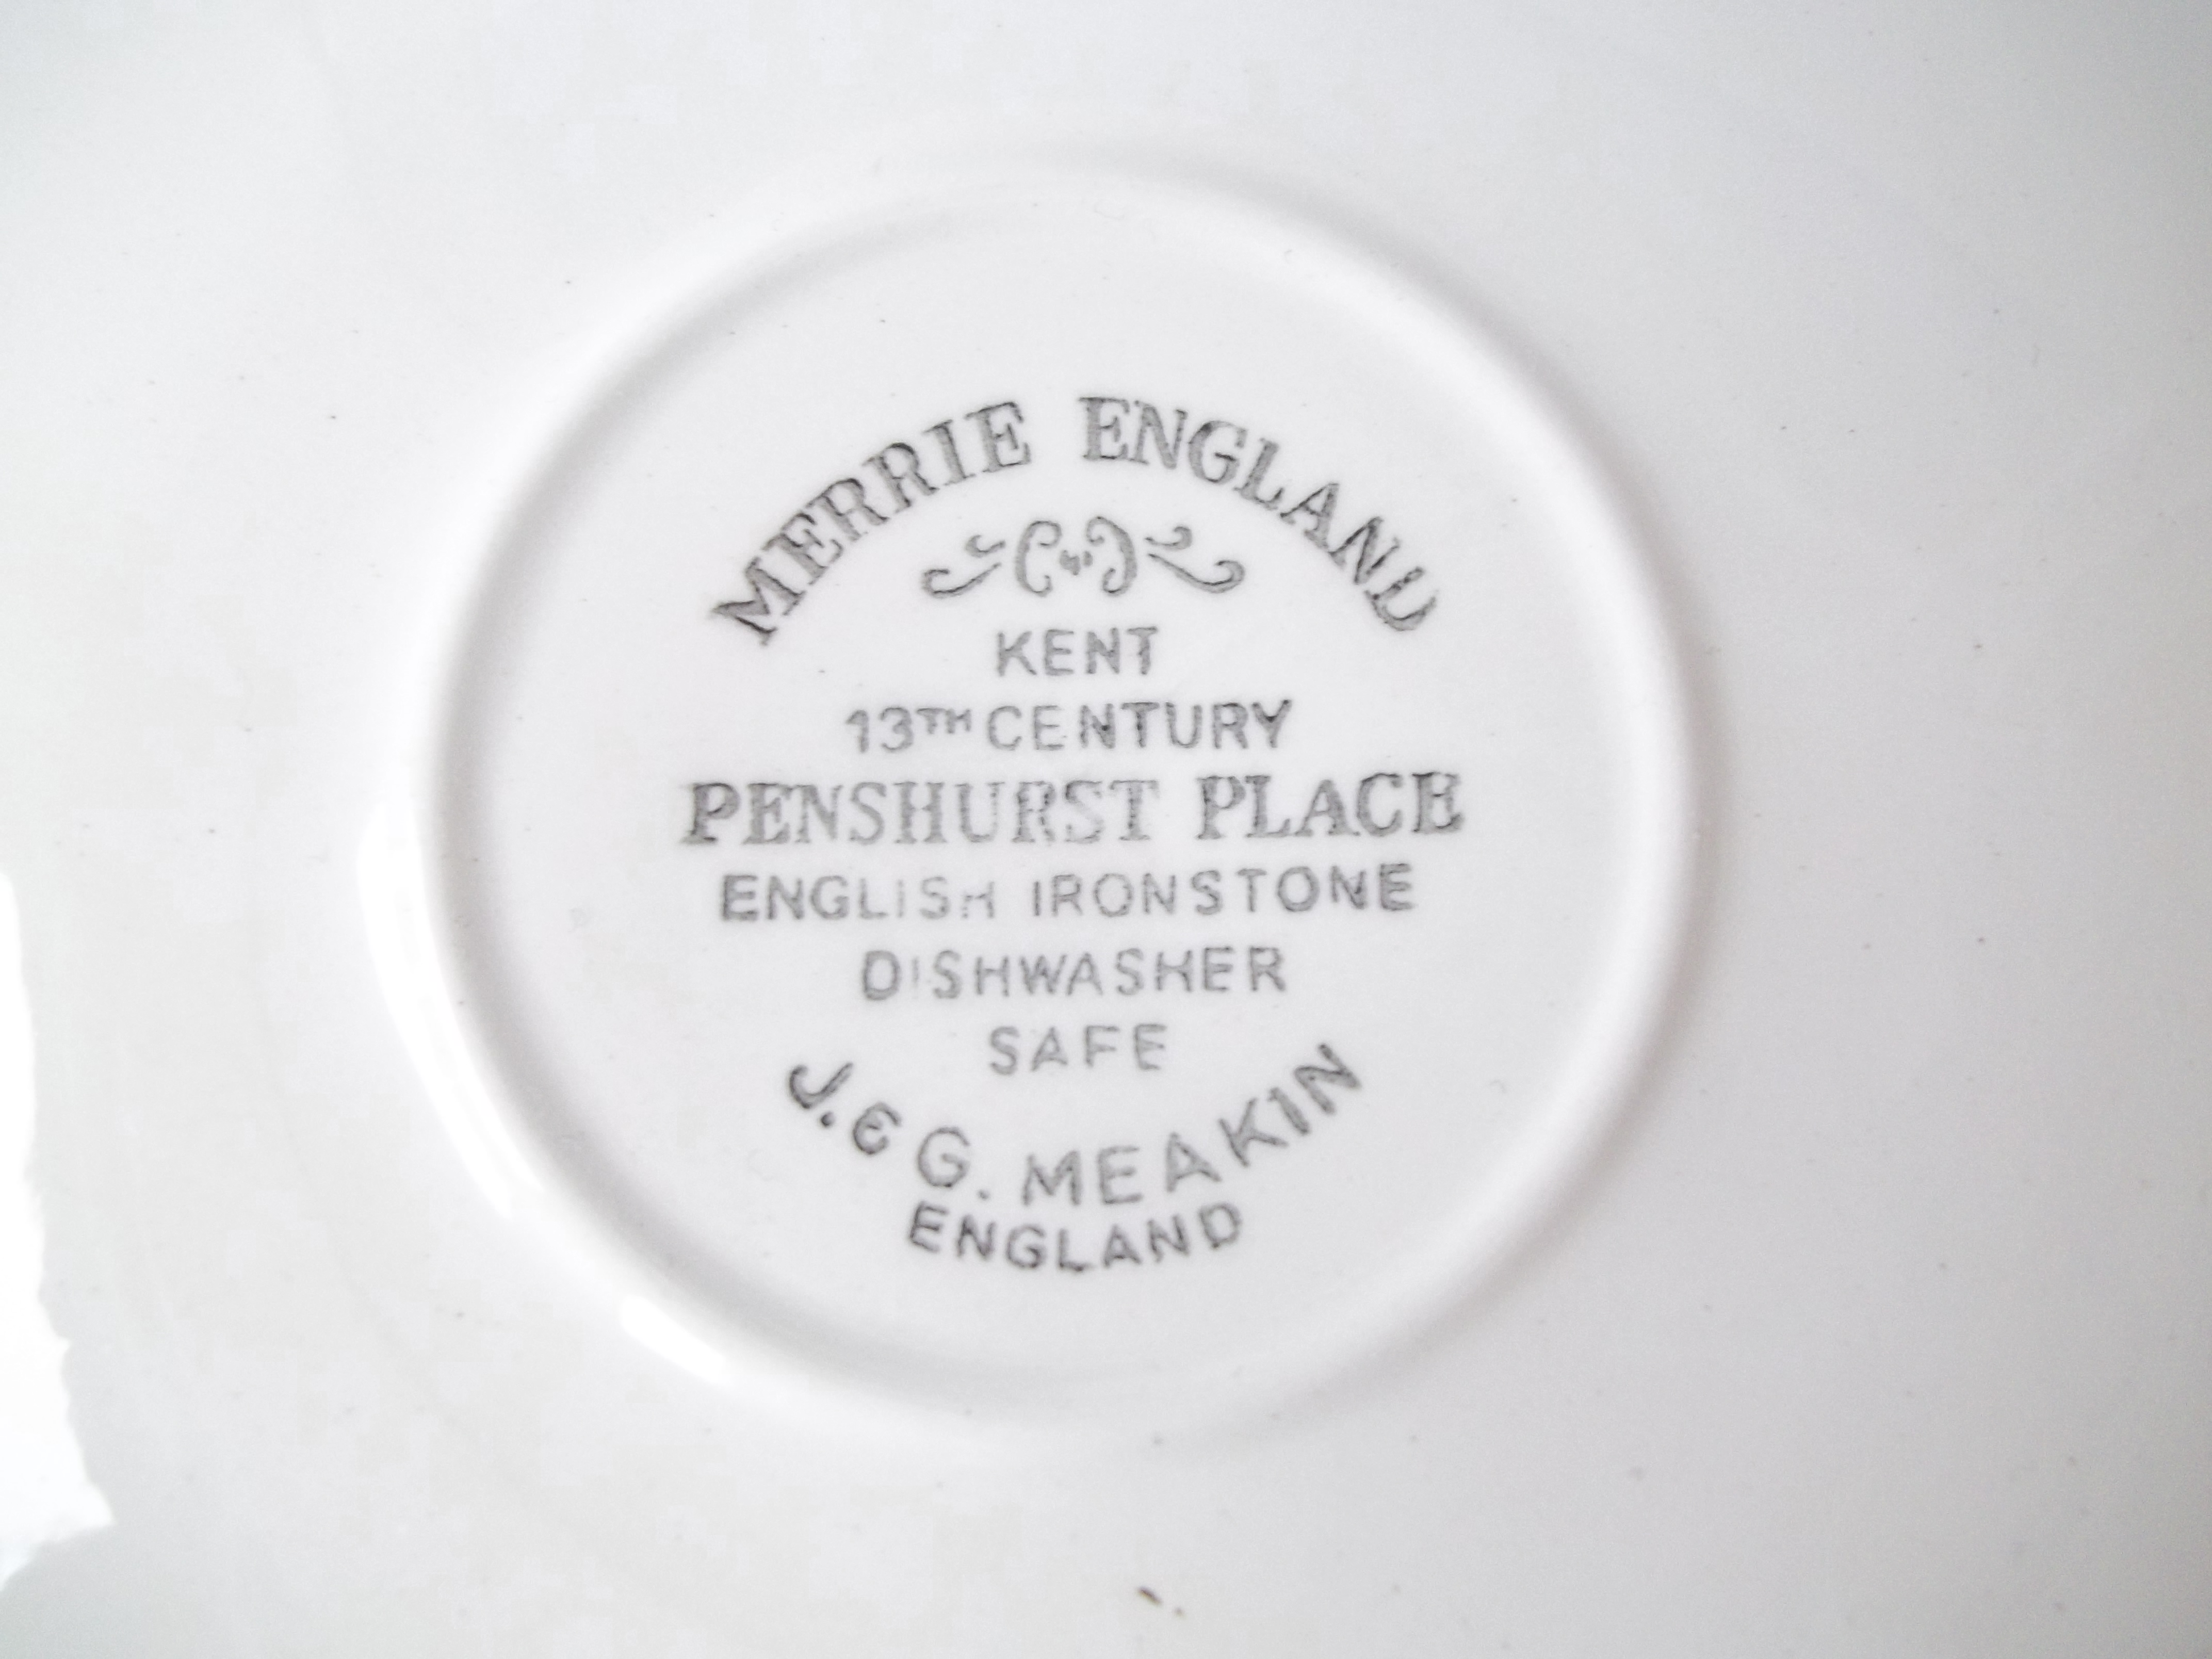 MERRIE ENGLAND
KENT
13TH CENTURY
PENSHURST PLACE
ENGLISH IRONSTONE
DISHWASHER
SAFE
J. & G. MEAKIN
ENGLAND